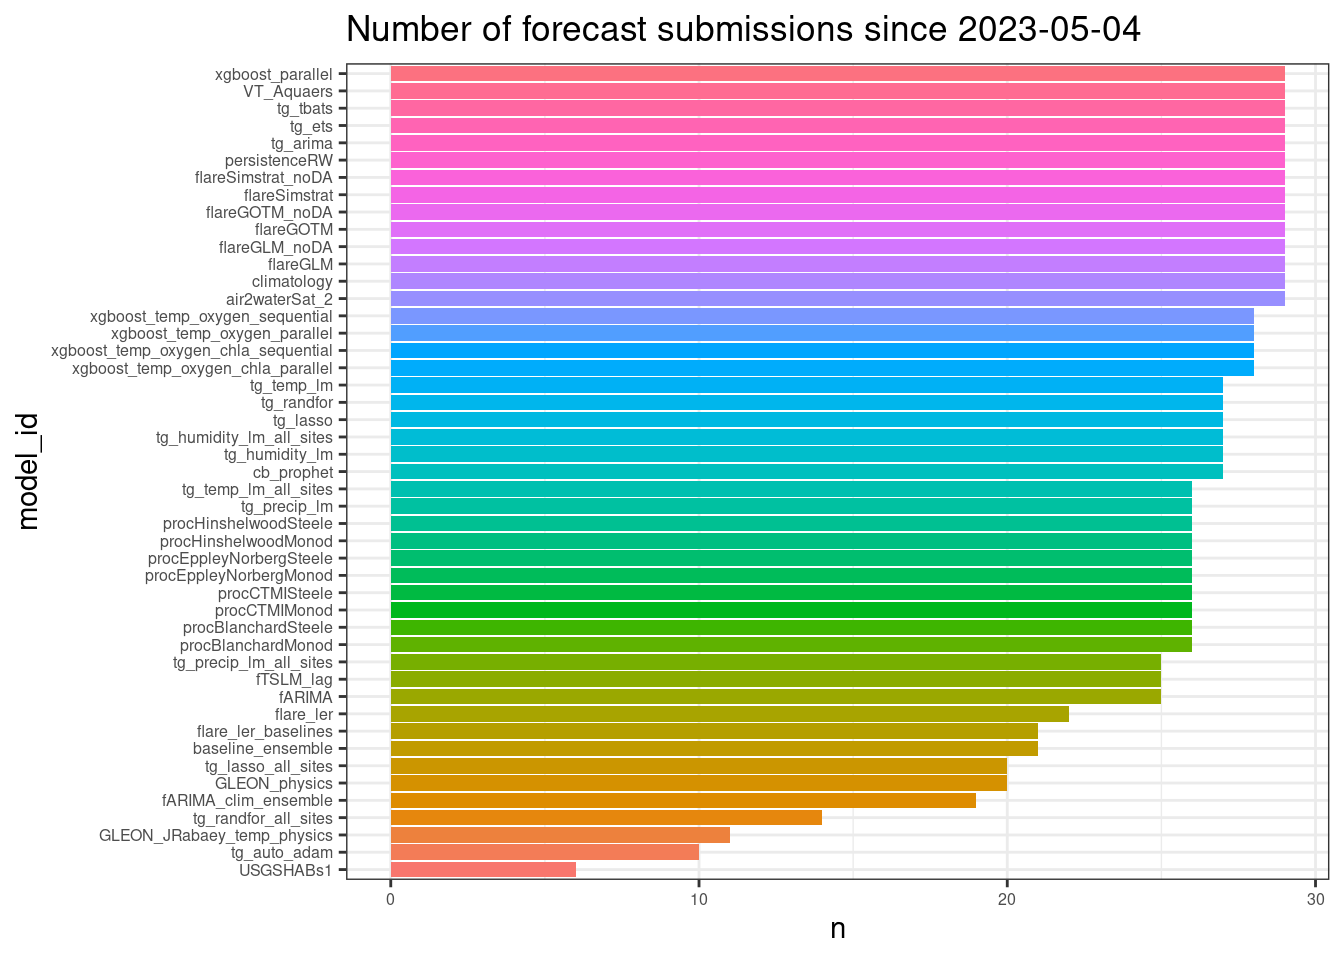 Number of forecast submissions since 2023-05-04
xgboost_parallel
VT_Aquaers
tg_tbats
tg_ets
tg_arima
persistenceRW
flareSimstrat_noDA
flareSimstrat
flareGOTM_noDA
flareGOTM
flareGLM_noDA
flareGLM
climatology
air2waterSat_2
xgboost_temp_oxygen_sequential
xgboost_temp_oxygen_parallel
xgboost_temp_oxygen_chla_sequential
xgboost_temp_oxygen_chla_parallel
tg_temp_lm
tg_randfor
tg_lasso
tg_humidity_lm_all_sites
tg_humidity_lm
cb_prophet
tg_temp_lm_all_sites
tg_precip_lm
procHinshelwoodSteele
procHinshelwoodMonod
procEppleyNorbergSteele
procEppleyNorbergMonod
procCTMISteele
procCTMIMonod
procBlanchardSteele
procBlanchardMonod
tg_precip_lm_all_sites
fTSLM_lag
fARIMA
flare_ler
flare_ler_baselines
baseline_ensemble
tg_lasso_all_sites
GLEON_physics
fARIMA_clim_ensemble
tg_randfor_all_sites
GLEON_JRabaey_temp_physics
tg_auto_adam
USGSHABs1
model_id
0 10 20 30
n